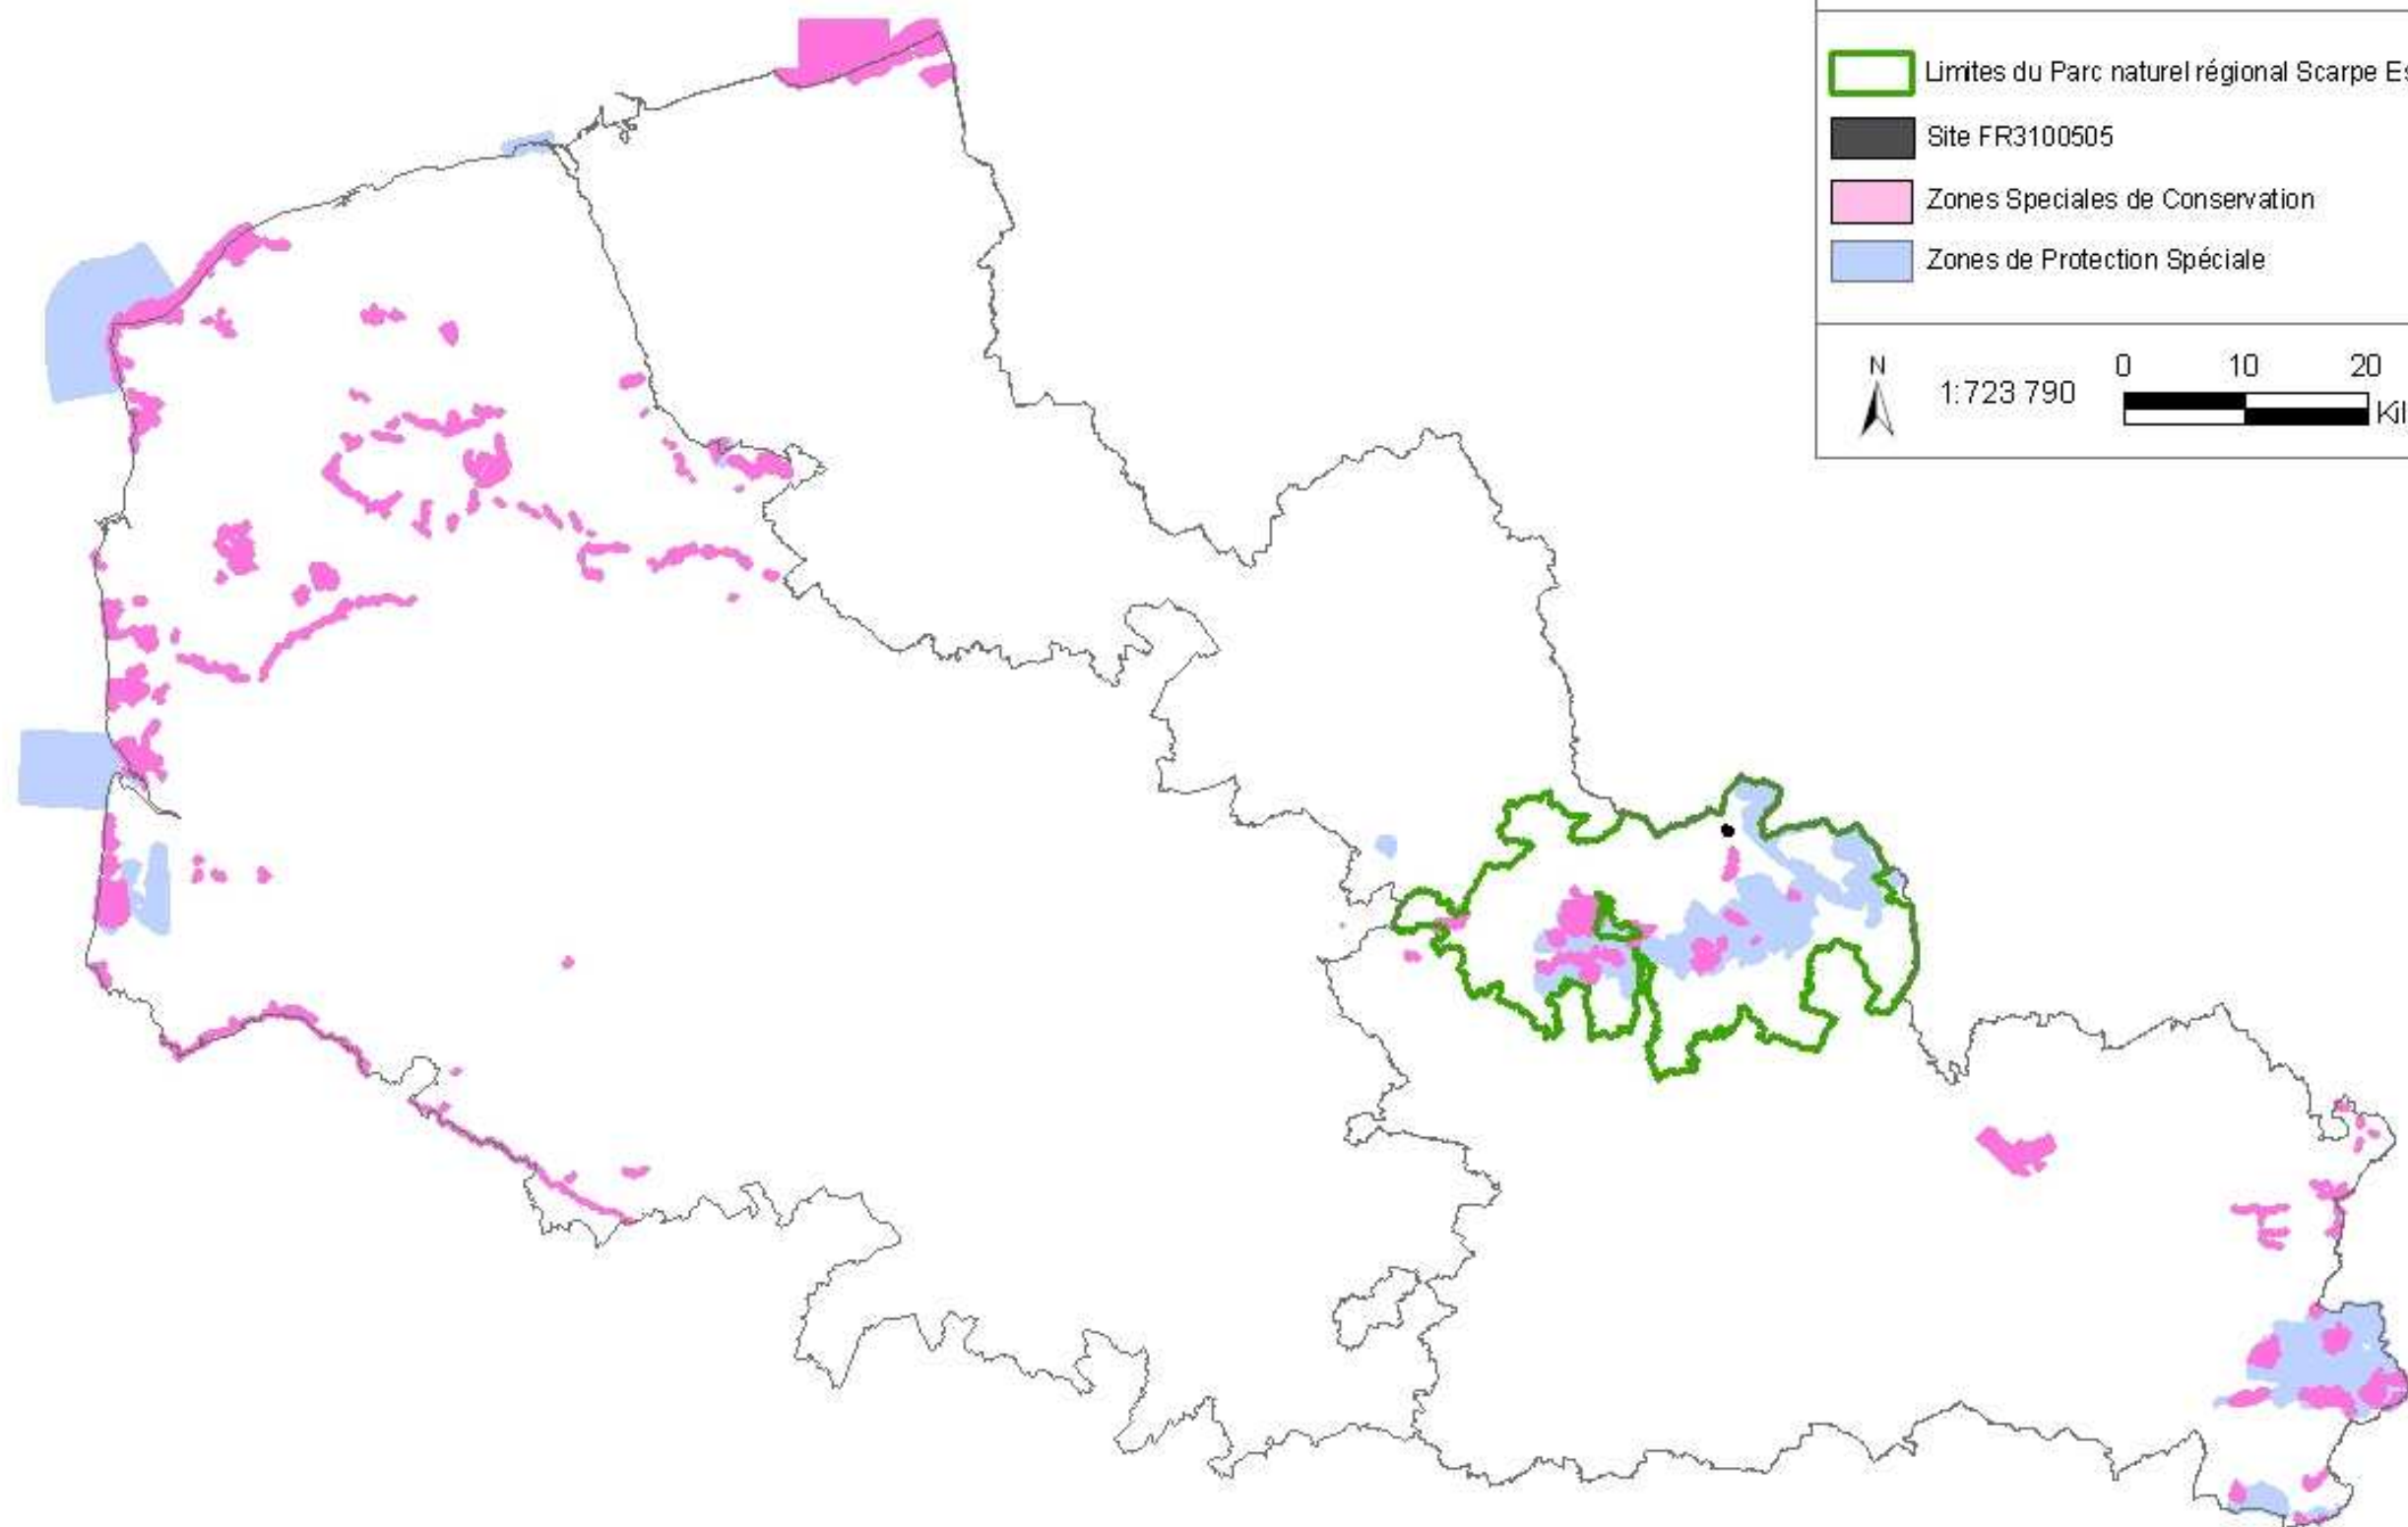 Limites du Parc naturel régional Scarpe
Site FR3100505
Zones Speciales de Conservation
Zones de Protection Spéciale
N
1:723 790
0 10 20
Kil